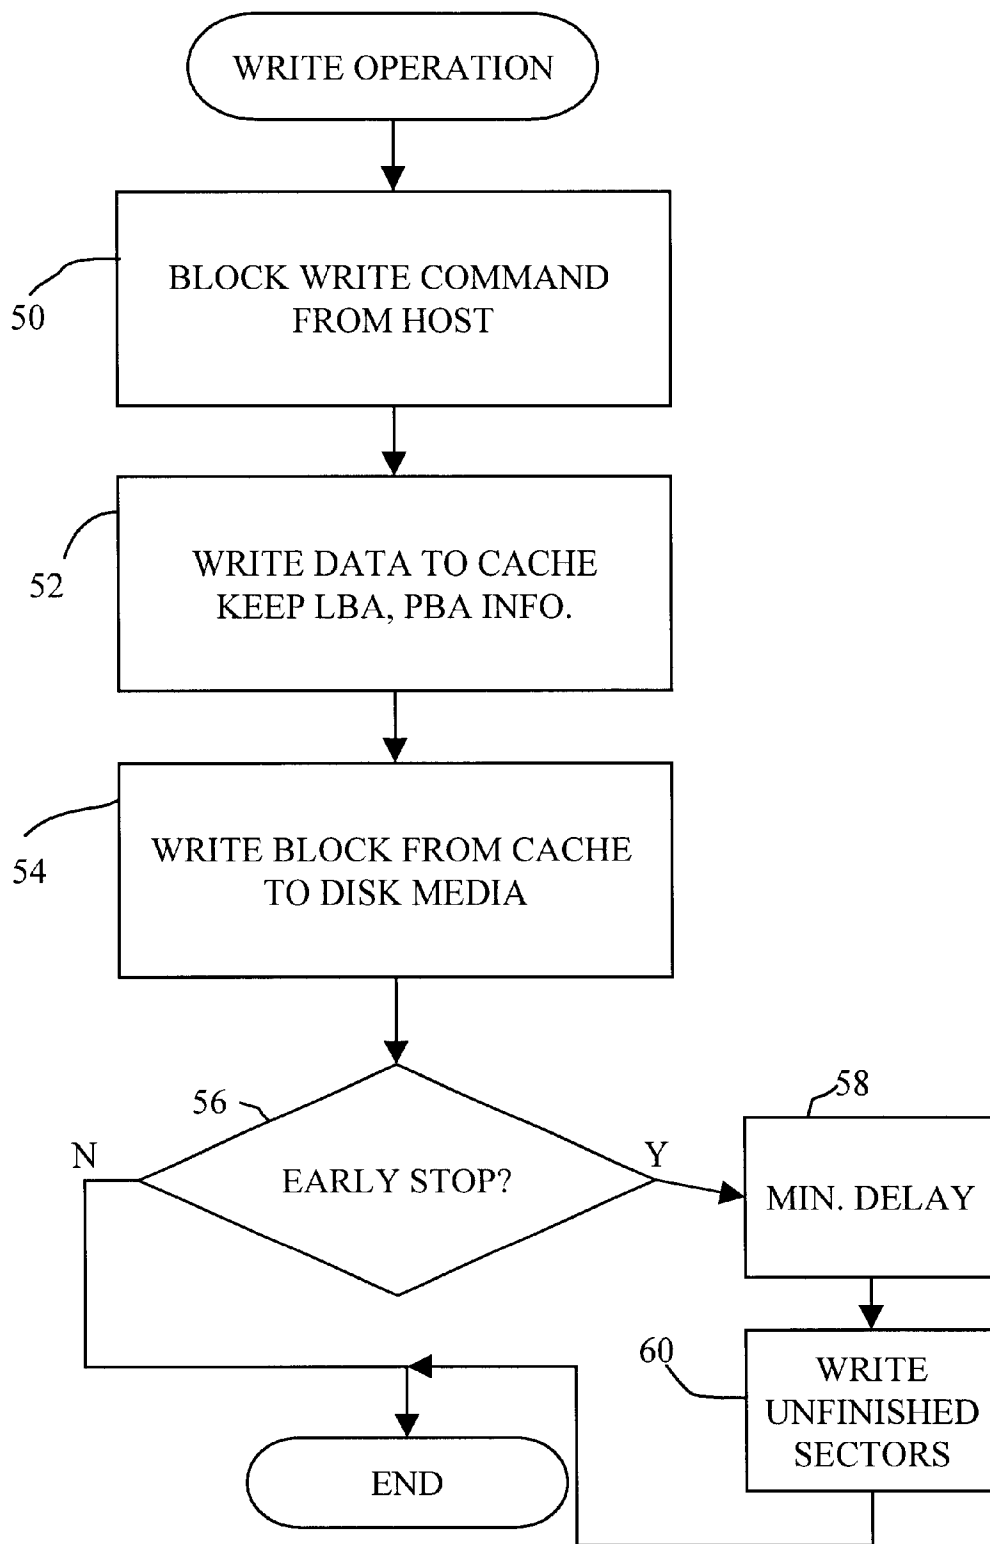 WRITE OPERATION
BLOCK WRITE COMMAND
FROM HOST
50
WRITE DATA TO CACHE
KEEP LBA, PBA INFO.
52
WRITE BLOCK FROM CACHE
TO DISK MEDIA
54
56
58
N
EARLY STOP?
Y
MIN. DELAY
60
WRITE
UNFINISHED
SECTORS
END